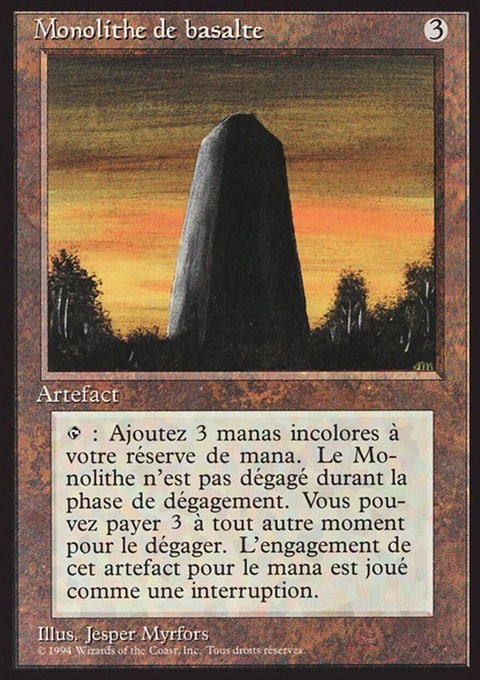 Monolithe de basalte 3
Artefact
: Ajoutez 3 manas incolores à
votre réserve de mana. Le Mo-
nolithe n'est pas dégagé durant la
phase de dégagement. Vous pou-
vez payer 3 à tout autre moment
pour le dégager. L'engagement de
cet artefact pour le mana est joué
comme une interruption.
Illus. Jesper Myrfors
© 1994 Wizards of the Coast, Inc. Tous droits réservés.